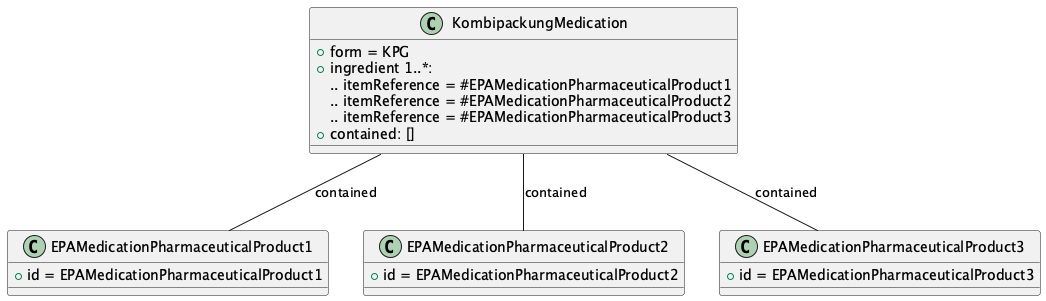 C KombipackungMedication
form = KPG
ingredient 1..*:
.. itemReference = #EPAMedicationPharmaceuticalProduct1
.. itemReference = #EPAMedicationPharmaceuticalProduct2
.. itemReference = #EPAMedicationPharmaceuticalProduct3
contained: []
contained
contained
contained
C EPAMedicationPharmaceuticalProduct1
id = EPAMedicationPharmaceuticalProduct1
C EPAMedicationPharmaceuticalProduct2
id = EPAMedicationPharmaceuticalProduct2
C EPAMedicationPharmaceuticalProduct3
id = EPAMedicationPharmaceuticalProduct3